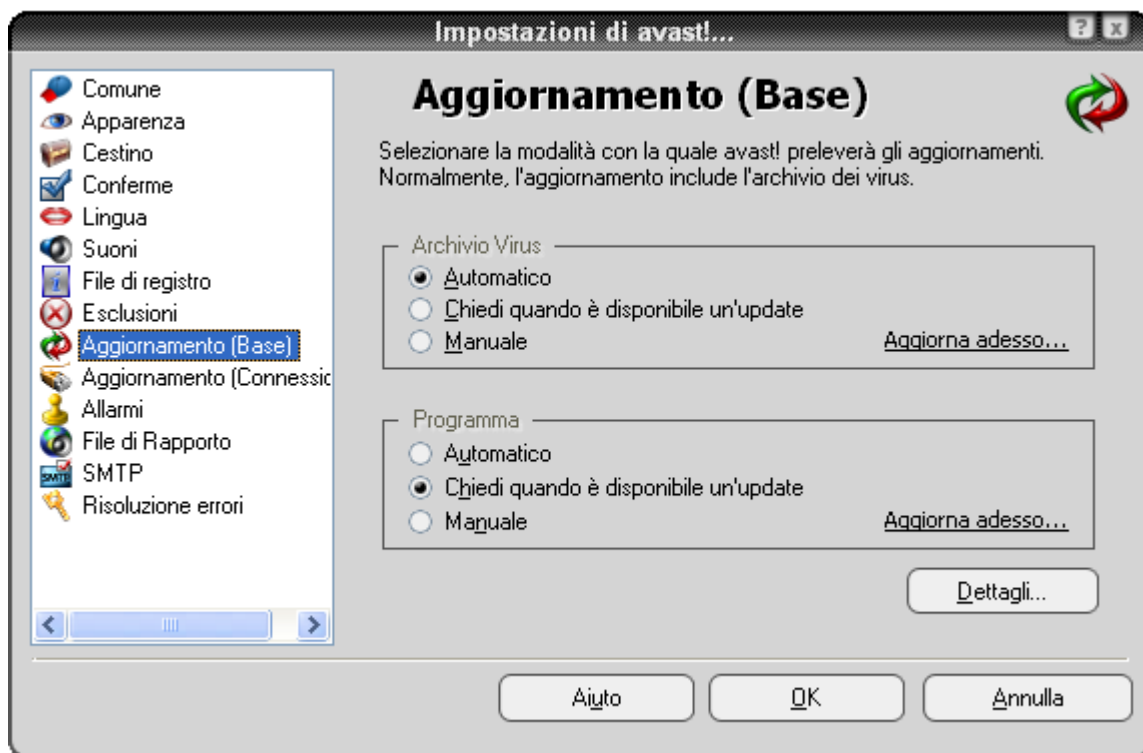 Impostazioni di avast!...
Comune
Apparenza
Cestino
Conferme
Lingua
Suoni
File di registro
Esclusioni
Aggiornamento (Base)
Aggiornamento (Connessic
Allarmi
File di Rapporto
SMTP
Risoluzione errori
Aggiornamento (Base)
Selezionare la modalità con la quale avast! preleverà gli aggiornamenti.
Normalmente, l'aggiornamento include l'archivio dei virus.
Archivio Virus
Automatico
Chiedi quando è disponibile un'update
Manuale
Aggiorna adesso...
Programma
Automatico
Chiedi quando è disponibile un'update
Manuale
Aggiorna adesso...
Dettagli...
Aiuto
OK
Annulla